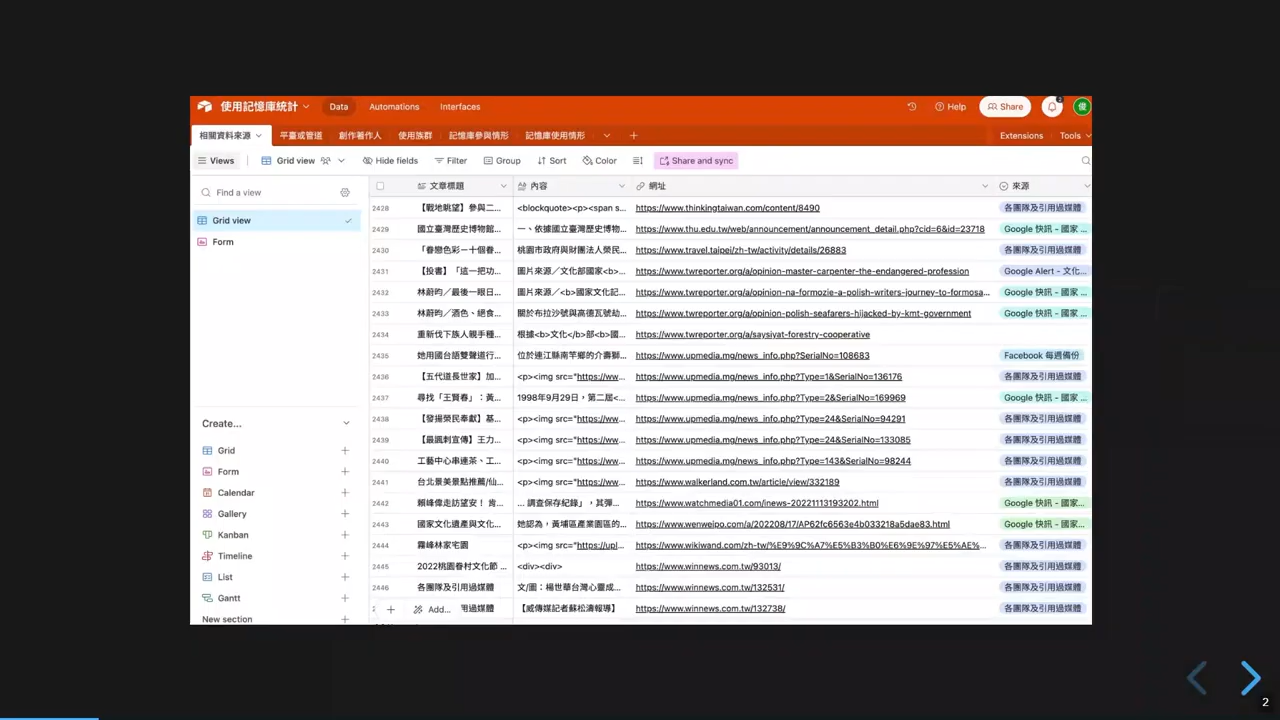 使用記憶庫統計 Data Automations Interfaces Help Share 2 俊
相關資料來源 平臺或管道 創作著作人 使用族群 記憶庫參與情形 記憶庫使用情形 Extensions Tools
Views Grid view Hide fields Filter Group Sort Color Share and sync
Find a view
Grid view
Form
Create...
Grid
Form
Calendar
Gallery
Kanban
Timeline
List
Gantt
New section
文章標題 內容 網址 來源
2428 【戰地眺望】參與二... <blockquote><p><span s... https://www.thinkingtaiwan.com/content/8490 各團隊及引用過媒體
2429 國立臺灣歷史博物館... 一、依據國立臺灣歷史博物... https://www.thu.edu.tw/web/announcement/announcement_detail.php?cid=6&id=23718 Google 快訊 - 國家 ...
2430 「眷戀色彩－十個眷... 桃園市政府與財團法人榮民... https://www.travel.taipei/zh-tw/activity/details/26883 各團隊及引用過媒體
2431 【投書】「這一把功... 圖片來源／文化部國家<b>... https://www.twreporter.org/a/opinion-master-carpenter-the-endangered-profession Google Alert - 文化...
2432 林蔚昀／最後一眼日... 圖片來源／<b>國家文化記... https://www.twreporter.org/a/opinion-na-formozie-a-polish-writers-journey-to-formosa... Google 快訊 - 國家 ...
2433 林蔚昀／酒色、絕食... 關於布拉沙號與高德瓦號劫... https://www.twreporter.org/a/opinion-polish-seafarers-hijacked-by-kmt-government Google 快訊 - 國家 ...
2434 重新伐下族人親手種... 根據<b>文化</b>部<b>國... https://www.twreporter.org/a/saysiyat-forestry-cooperative
2435 她用國台語雙聲道行... 位於連江縣南竿鄉的介壽獅... https://www.upmedia.mg/news_info.php?SerialNo=108683 Facebook 每週備份
2436 【五代道長世家】加... <p><img src="https://ww... https://www.upmedia.mg/news_info.php?Type=1&SerialNo=136176 各團隊及引用過媒體
2437 尋找「王賢春」：黃... 1998年9月29日，第二屆<... https://www.upmedia.mg/news_info.php?Type=2&SerialNo=169969 Google 快訊 - 國家 ...
2438 【發揚榮民奉獻】基... <p><img src="https://ww... https://www.upmedia.mg/news_info.php?Type=24&SerialNo=94291 各團隊及引用過媒體
2439 【最諷刺宣傳】王力... <p><img src="https://ww... https://www.upmedia.mg/news_info.php?Type=24&SerialNo=133085 各團隊及引用過媒體
2440 工藝中心串連茶、工... <p><img src="https://ww... https://www.upmedia.mg/news_info.php?Type=143&SerialNo=98244 各團隊及引用過媒體
2441 台北景美景點推薦/仙... <p><img src="https://ww... https://www.walkerland.com.tw/article/view/332189 各團隊及引用過媒體
2442 賴峰偉走訪望安！ 肯... ... 調查保存紀錄」，其彈... https://www.watchmedia01.com/inews-20221113193202.html Google 快訊 - 國家...
2443 國家文化遺產與文化... 她認為，黃埔區產業園區的... https://www.wenweipo.com/a/202208/17/AP62fc6563e4b033218a5dae83.html Google 快訊 - 國家...
2444 霧峰林家宅園 <p><img src="https://upl... https://www.wikiwand.com/zh-tw/%E9%9C%A7%E5%B3%B0%E6%9E%97%E5%AE%... 各團隊及引用過媒體
2445 2022桃園眷村文化節 ... <div><div> https://www.winnews.com.tw/93013/ 各團隊及引用過媒體
2446 各團隊及引用過媒體 文/圖：楊世華台灣心靈成... https://www.winnews.com.tw/132531/ 各團隊及引用過媒體
2 Add... 用過媒體 【威傳媒記者蘇松濤報導】 https://www.winnews.com.tw/132738/ 各團隊及引用過媒體
2